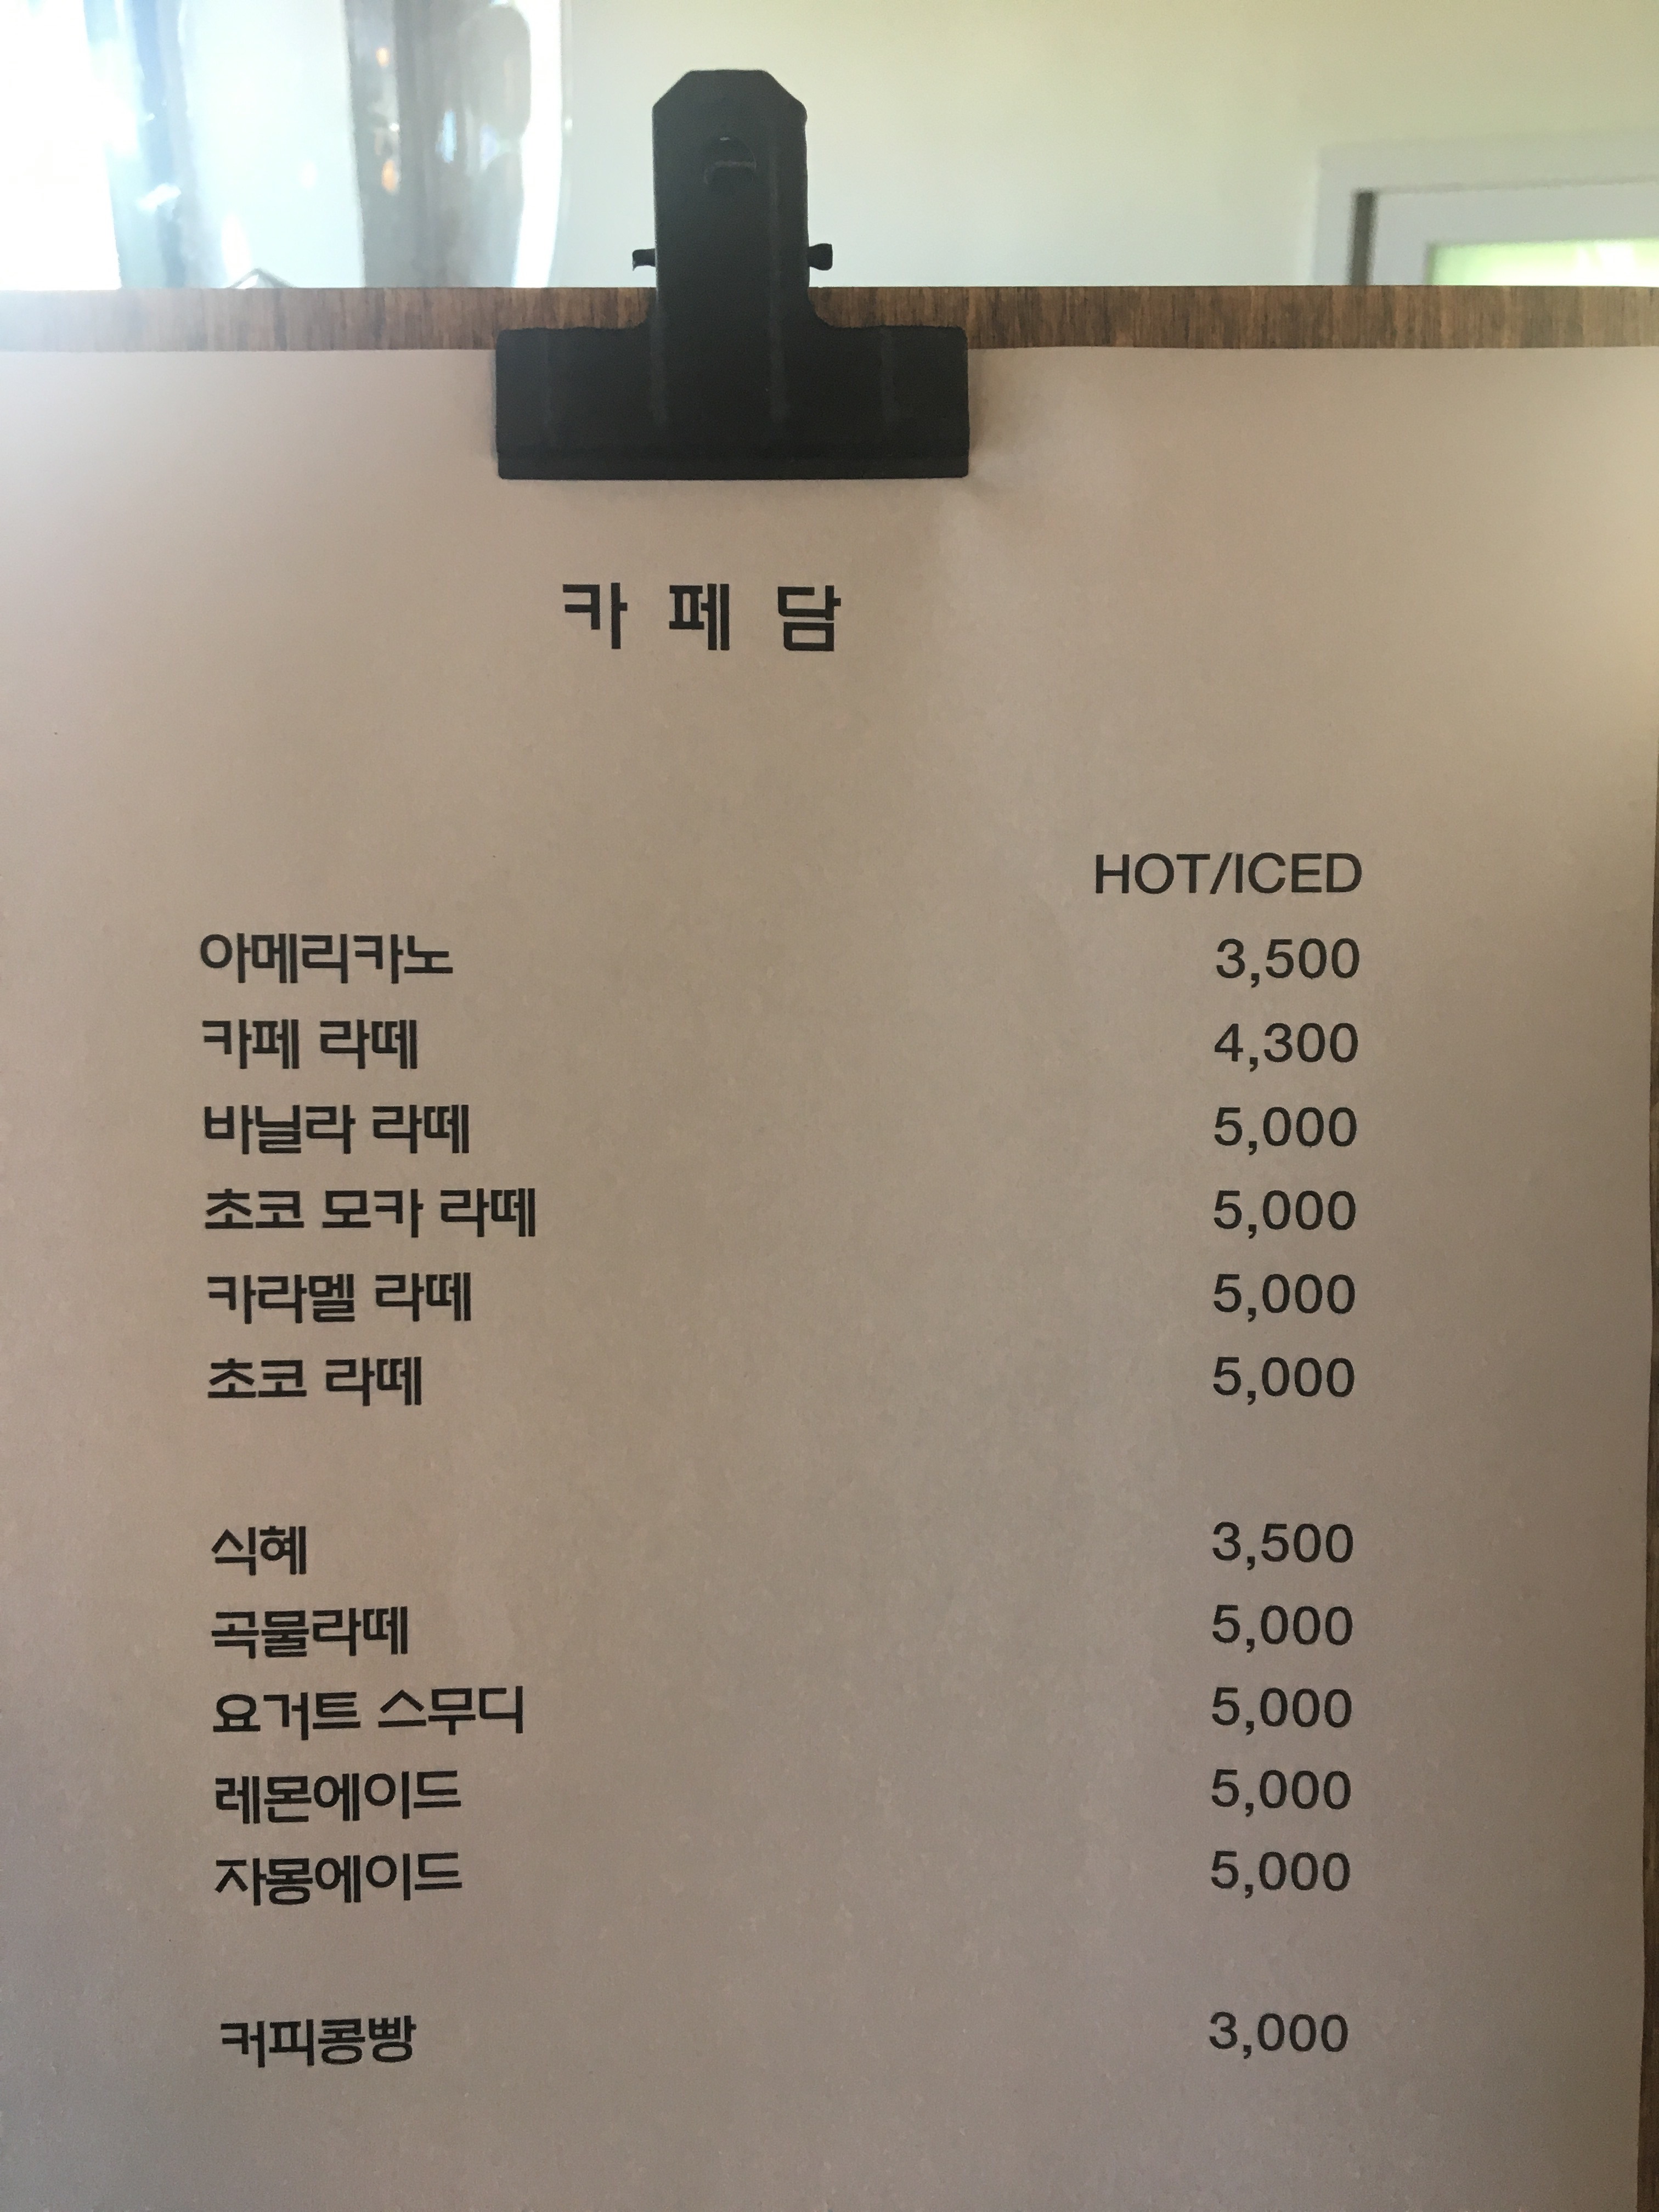 카 페 담
HOT/ICED
아메리카노 3,500
카페 라떼 4,300
바닐라 라떼 5,000
초코 모카 라떼 5,000
카라멜 라떼 5,000
초코 라떼 5,000
식혜 3,500
곡물라떼 5,000
요거트 스무디 5,000
레몬에이드 5,000
자몽에이드 5,000
커피콩빵 3,000